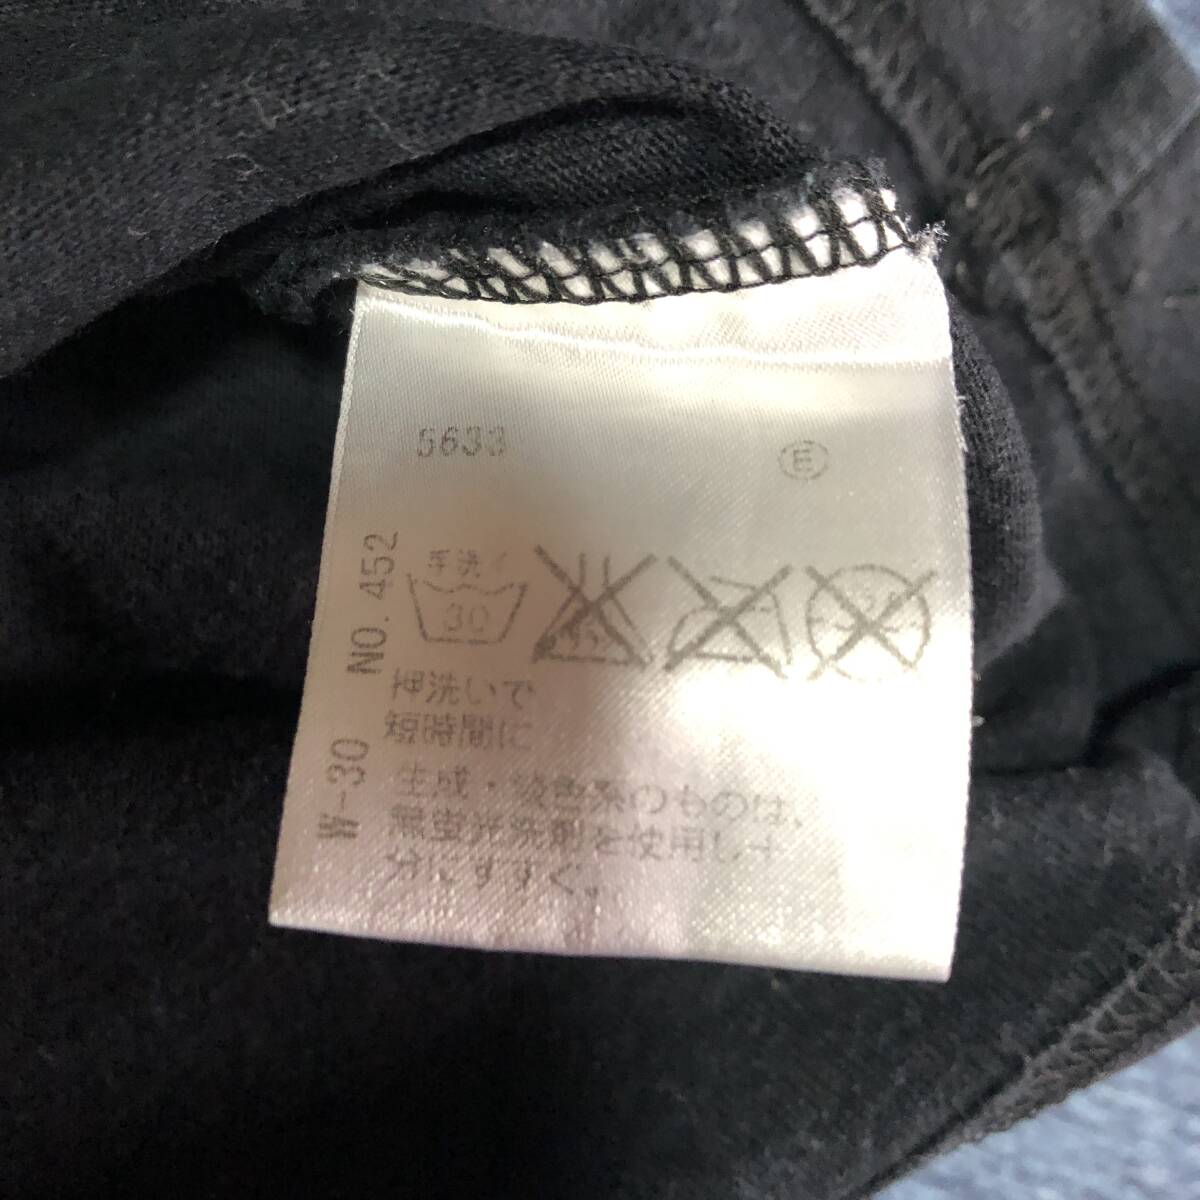 5633
E
手洗イ
30
押洗いで
短時間に
生成・淡色系のものは、
無蛍光洗剤を使用し十
分にすすぐ。
W-30 NO. 452